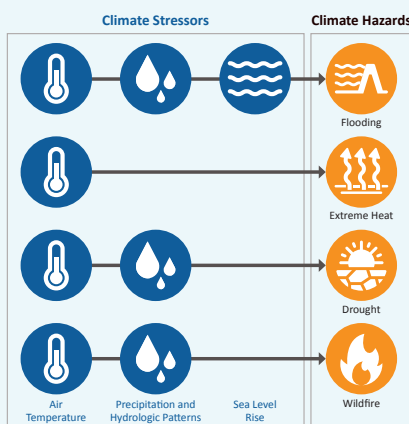 Climate Stressors
Climate Hazards
Flooding
Extreme Heat
Drought
Wildfire
Air
Temperature
Precipitation and
Hydrologic Patterns
Sea Level
Rise